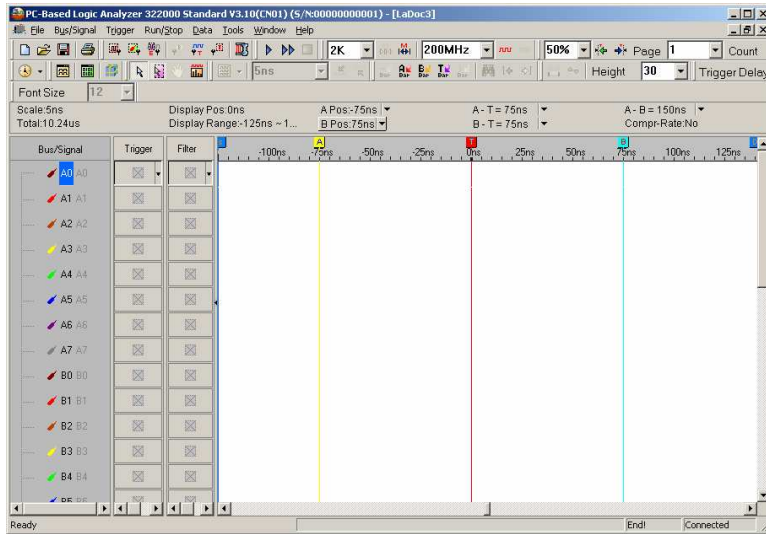 PC-Based Logic Analyzer 322000 Standard V3.10(CN01) (S/N:00000000001) - [LaDoc3]
File Bus/Signal Trigger Run/Stop Data Tools Window Help
2K 200MHz 50% Page 1 Count
5ns Height 30 Trigger Delay
Font Size 12
Scale:5ns Display Pos:0ns A Pos:-75ns A - T = 75ns A - B = 150ns
Total:10.24us Display Range:-125ns ~ 1... B Pos:75ns B - T = 75ns Compr-Rate:No
Bus/Signal Trigger Filter A T B
-100ns -75ns -50ns -25ns 0ns 25ns 50ns 75ns 100ns 125ns
A0 A0
A1 A1
A2 A2
A3 A3
A4 A4
A5 A5
A6 A6
A7 A7
B0 B0
B1 B1
B2 B2
B3 B3
B4 B4
Ready End! Connected